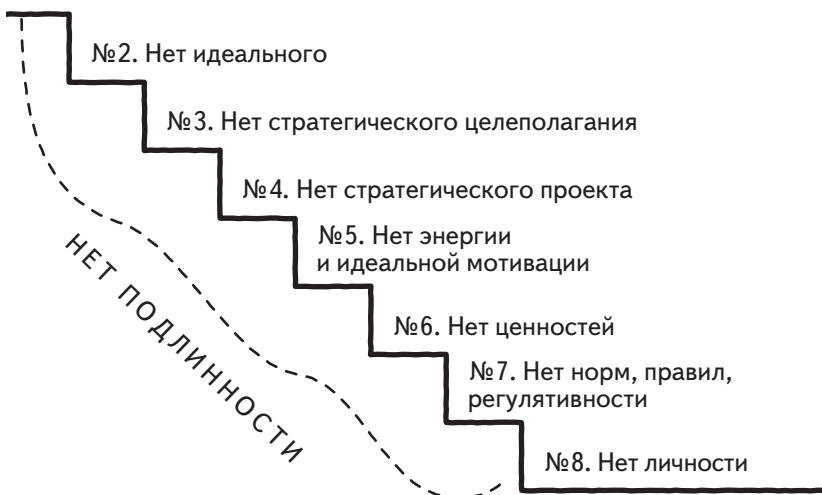 №2. Нет идеального
№3. Нет стратегического целеполагания
№4. Нет стратегического проекта
№5. Нет энергии
и идеальной мотивации
НЕТ ПОДЛИННОСТИ
№6. Нет ценностей
№7. Нет норм, правил,
регулятивности
№8. Нет личности